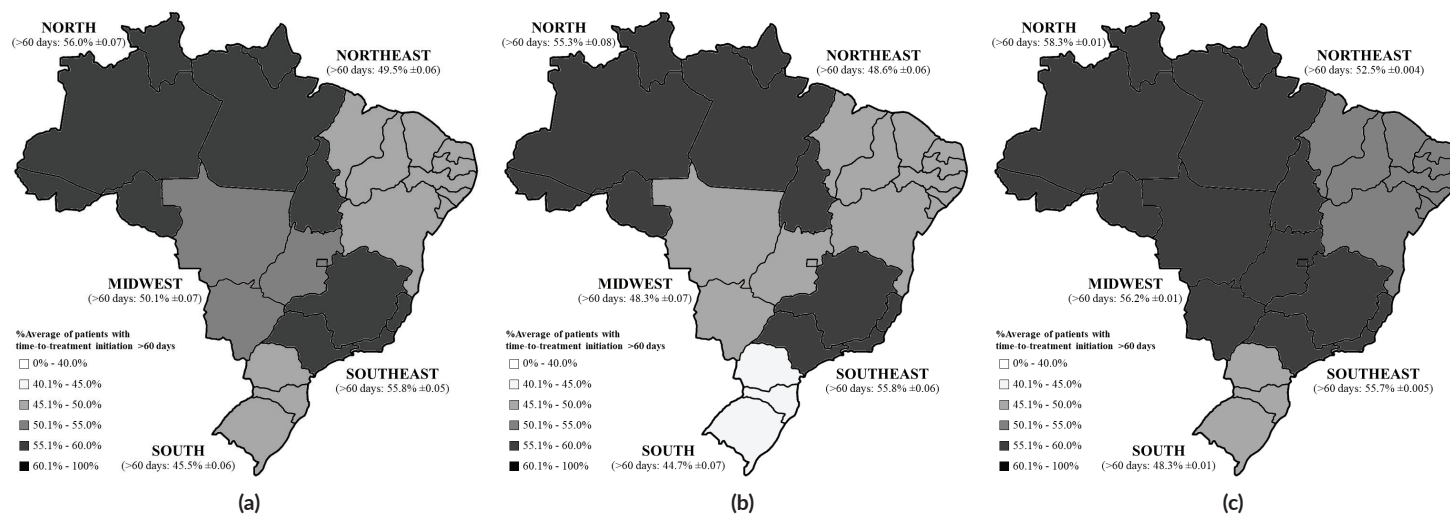 NORTH
(>60 days: 56.0% ±0.07)
NORTHEAST
(>60 days: 49.5% ±0.06)
MIDWEST
(>60 days: 50.1% ±0.07)
%Average of patients with
time-to-treatment initiation >60 days
0% - 40.0%
40.1% - 45.0%
45.1% - 50.0%
50.1% - 55.0%
55.1% - 60.0%
60.1% - 100%
SOUTHEAST
(>60 days: 55.8% ±0.05)
SOUTH
(>60 days: 45.5% ±0.06)
(a)
NORTH
(>60 days: 55.3% ±0.08)
NORTHEAST
(>60 days: 48.6% ±0.06)
MIDWEST
(>60 days: 48.3% ±0.07)
%Average of patients with
time-to-treatment initiation >60 days
0% - 40.0%
40.1% - 45.0%
45.1% - 50.0%
50.1% - 55.0%
55.1% - 60.0%
60.1% - 100%
SOUTHEAST
(>60 days: 55.8% ±0.06)
SOUTH
(>60 days: 44.7% ±0.07)
(b)
NORTH
(>60 days: 58.3% ±0.01)
NORTHEAST
(>60 days: 52.5% ±0.004)
MIDWEST
(>60 days: 56.2% ±0.01)
%Average of patients with
time-to-treatment initiation >60 days
0% - 40.0%
40.1% - 45.0%
45.1% - 50.0%
50.1% - 55.0%
55.1% - 60.0%
60.1% - 100%
SOUTHEAST
(>60 days: 55.7% ±0.005)
SOUTH
(>60 days: 48.3% ±0.01)
(c)